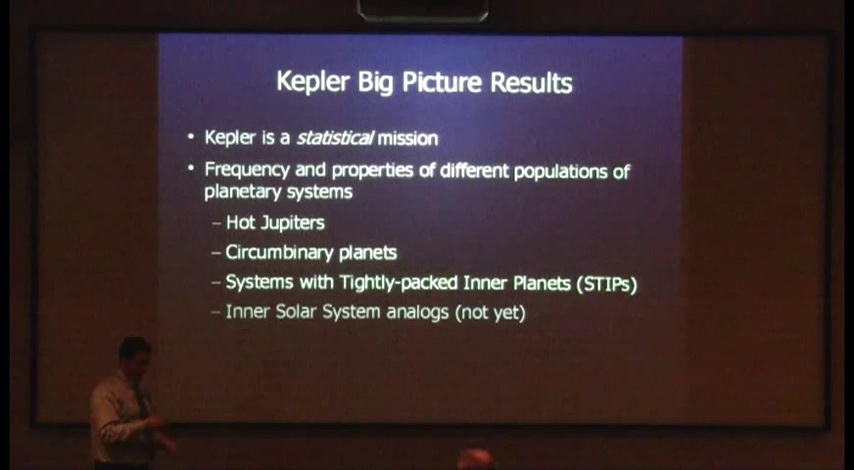 Kepler Big Picture Results
• Kepler is a statistical mission
• Frequency and properties of different populations of
planetary systems
– Hot Jupiters
– Circumbinary planets
– Systems with Tightly-packed Inner Planets (STIPs)
– Inner Solar System analogs (not yet)